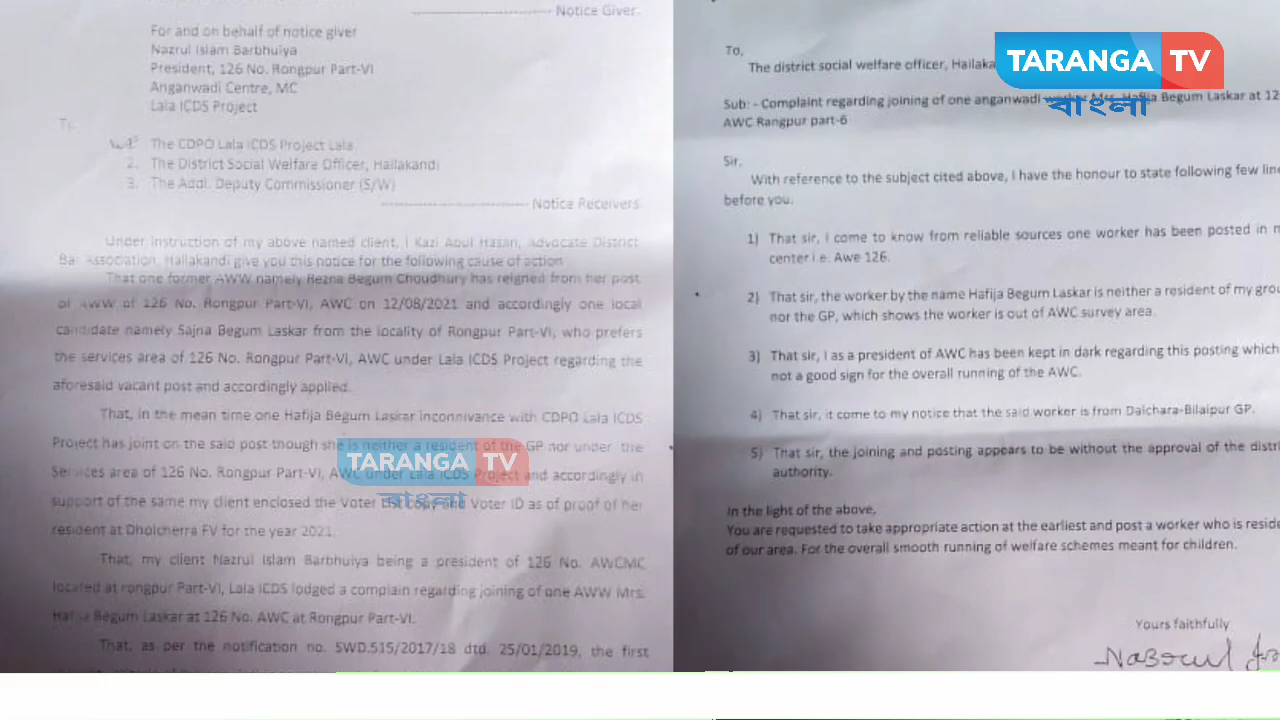 Notice Giver.
For and on behalf of notice giver
Nazrul Islam Barbhuiya
President, 126 No. Rongpur Part-VI
Anganwadi Centre, MC
Lala ICDS Project
To
1. The CDPO Lala ICDS Project Lala
2. The District Social Welfare Officer, Hailakandi
3. The Addl. Deputy Commissioner (S/W)
Notice Receivers.
Under instruction of my above named client, I Kazi Abul Hasan, Advocate District
Bar Association, Hailakandi give you this notice for the following cause of action
That one former AWW namely Rezna Begum Choudhury has reigned from her post
of AWW of 126 No. Rongpur Part-VI, AWC on 12/08/2021 and accordingly one local
candidate namely Sajna Begum Laskar from the locality of Rongpur Part-VI, who prefers
the services area of 126 No. Rongpur Part-VI, AWC under Lala ICDS Project regarding the
aforesaid vacant post and accordingly applied.
That, in the mean time one Hafija Begum Laskar inconnivance with CDPO Lala ICDS
Project has joint on the said post though she is neither a resident of the GP nor under the
Services area of 126 No. Rongpur Part-VI, AWC under Lala ICDS Project and accordingly in
support of the same my client enclosed the Voter List copy and Voter ID as of proof of her
resident at Dholcherra FV for the year 2021.
That, my client Nazrul Islam Barbhuiya being a president of 126 No. AWCMC
located at rongpur Part-VI, Lala ICDS lodged a complain regarding joining of one AWW Mrs.
Hafija Begum Laskar at 126 No. AWC at Rongpur Part-VI.
That, as per the notification no. SWD.515/2017/18 dtd. 25/01/2019, the first
TARANGA TV
বাংলা
To,
The district social welfare officer, Hailaka
Sub: - Complaint regarding joining of one anganwadi worker Mrs. Hafija Begum Laskar at 12
AWC Rangpur part-6
Sir,
With reference to the subject cited above, I have the honour to state following few line
before you.
1) That sir, I come to know from reliable sources one worker has been posted in m
center i.e. Awe 126.
2) That sir, the worker by the name Hafija Begum Laskar is neither a resident of my grou
nor the GP, which shows the worker is out of AWC survey area.
3) That sir, I as a president of AWC has been kept in dark regarding this posting which
not a good sign for the overall running of the AWC.
4) That sir, it come to my notice that the said worker is from Dalchara-Bilaipur GP.
5) That sir, the joining and posting appears to be without the approval of the distri
authority.
In the light of the above,
You are requested to take appropriate action at the earliest and post a worker who is reside
of our area. For the overall smooth running of welfare schemes meant for children.
Yours faithfully
TARANGA TV
বাংলা